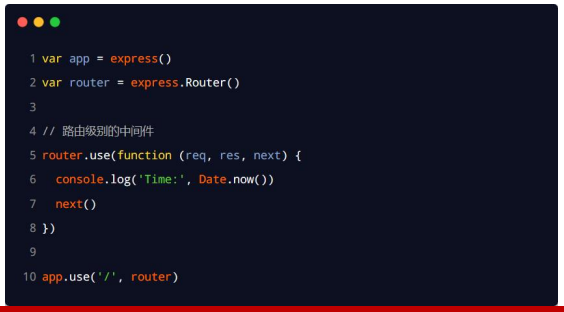 1 var app = express()
2 var router = express.Router()
3
4 // 路由级别的中间件
5 router.use(function (req, res, next) {
6   console.log('Time:', Date.now())
7   next()
8 })
9
10 app.use('/', router)